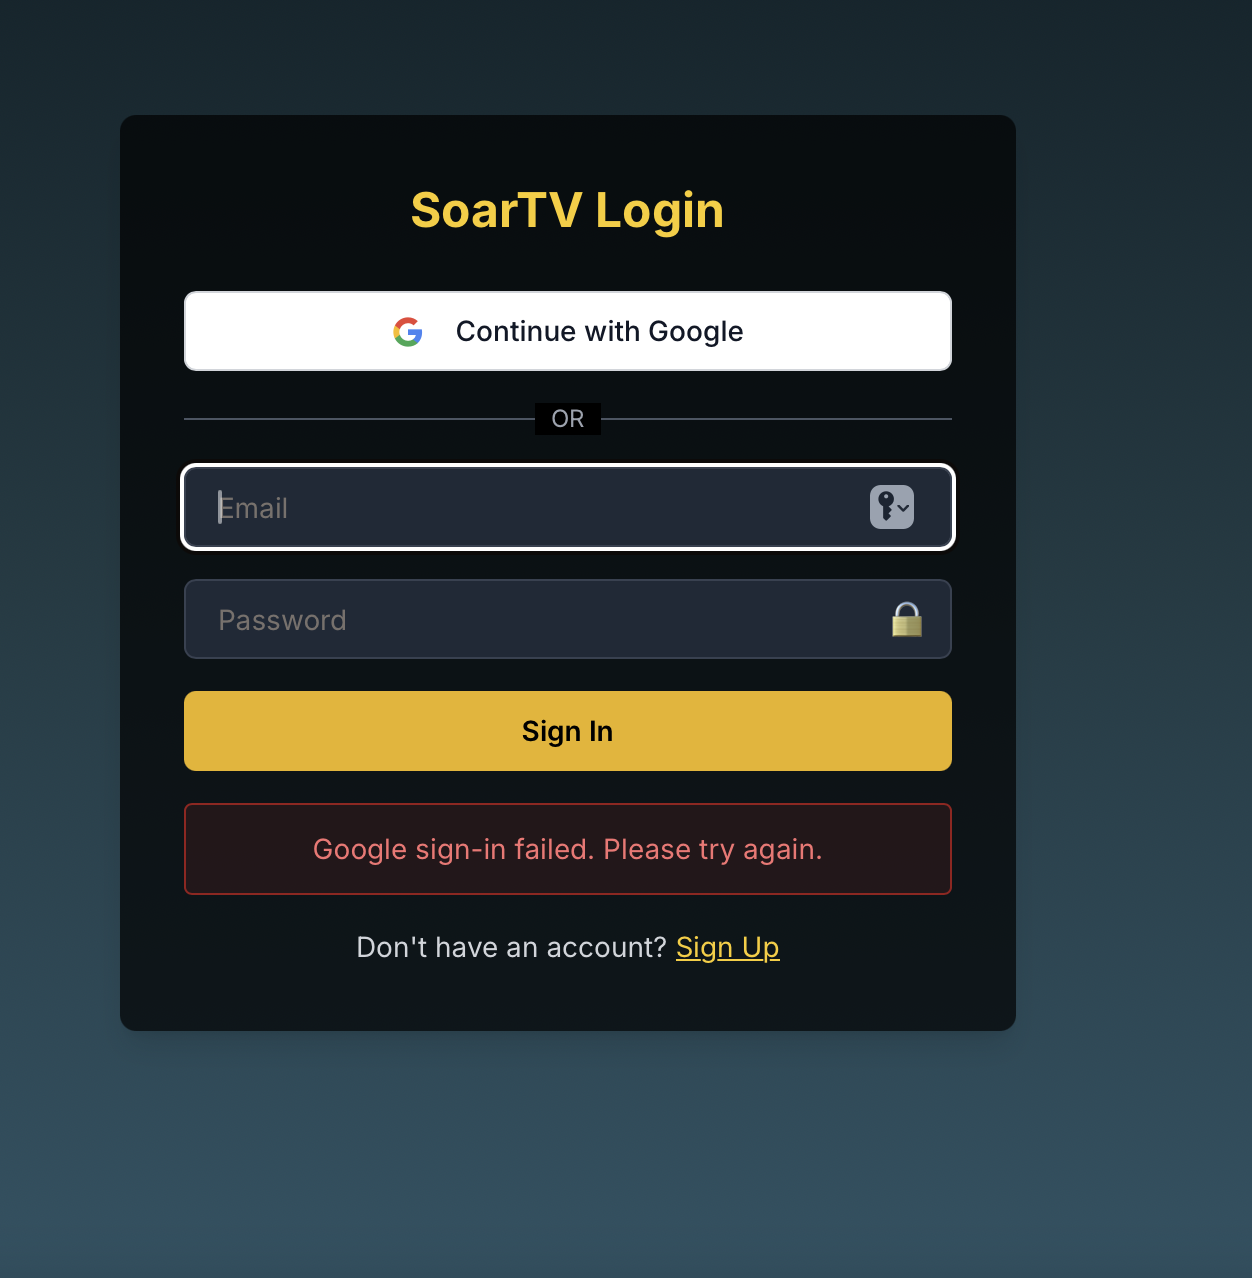 SoarTV Login
Continue with Google
OR
Email
Password
Sign In
Google sign-in failed. Please try again.
Don't have an account? Sign Up